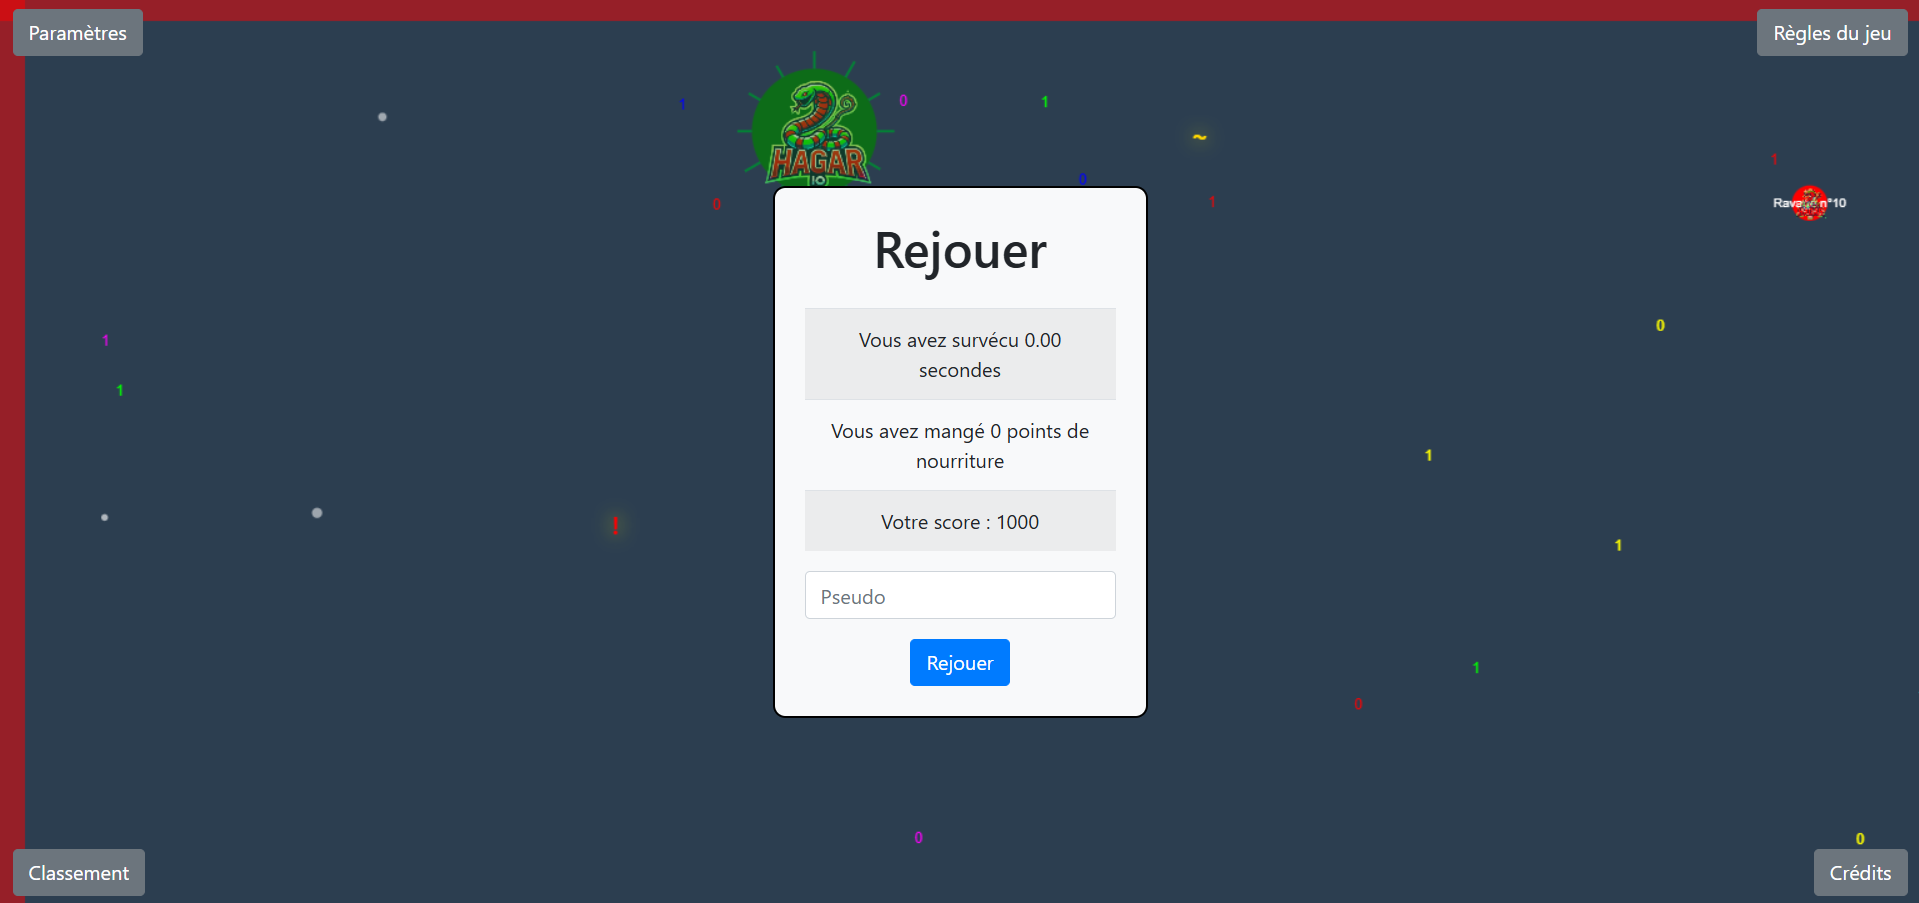 Paramètres
Règles du jeu
1
0
1
~
1
HAGAR
IO
0
0
1
Ravageur n°10
Rejouer
1
0
Vous avez survécu 0.00
secondes
1
Vous avez mangé 0 points de
nourriture
1
!
Votre score : 1000
1
Pseudo
Rejouer
1
0
0
0
Classement
Crédits